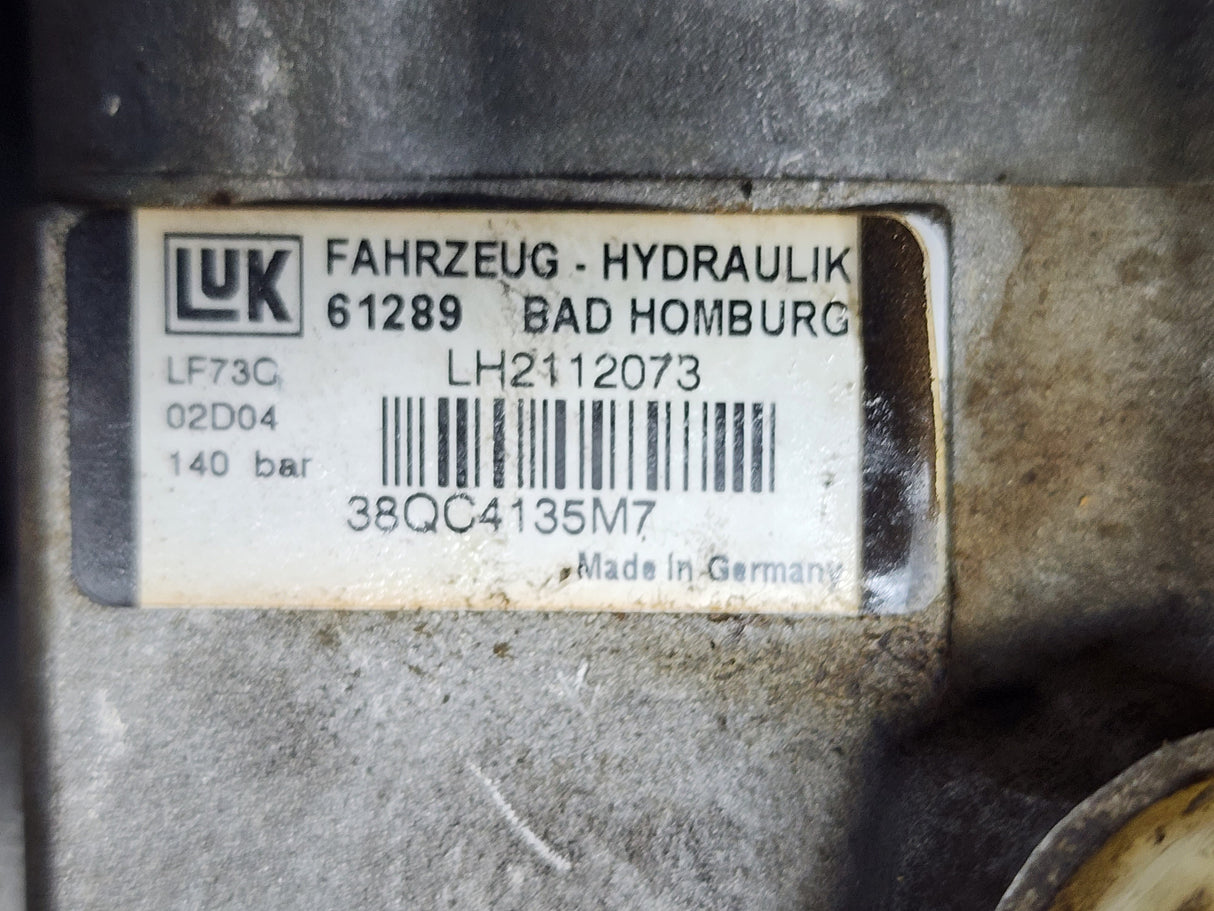 LUK FAHRZEUG - HYDRAULIK
61289 BAD HOMBURG
LF73C LH2112073
02D04
140 bar
38QC4135M7
Made in Germany